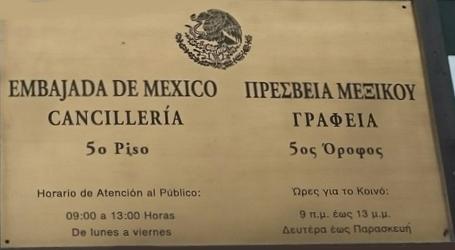 EMBAJADA DE MEXICO
CANCILLERÍA
5o Piso
Horario de Atención al Público:
09:00 a 13:00 Horas
De lunes a viernes
ΠΡΕΣΒΕΙΑ ΜΕΞΙΚΟΥ
ΓΡΑΦΕΙΑ
5ος Όροφος
Ώρες για το Κοινό:
9 π.μ. έως 13 μ.μ.
Δευτέρα έως Παρασκευή